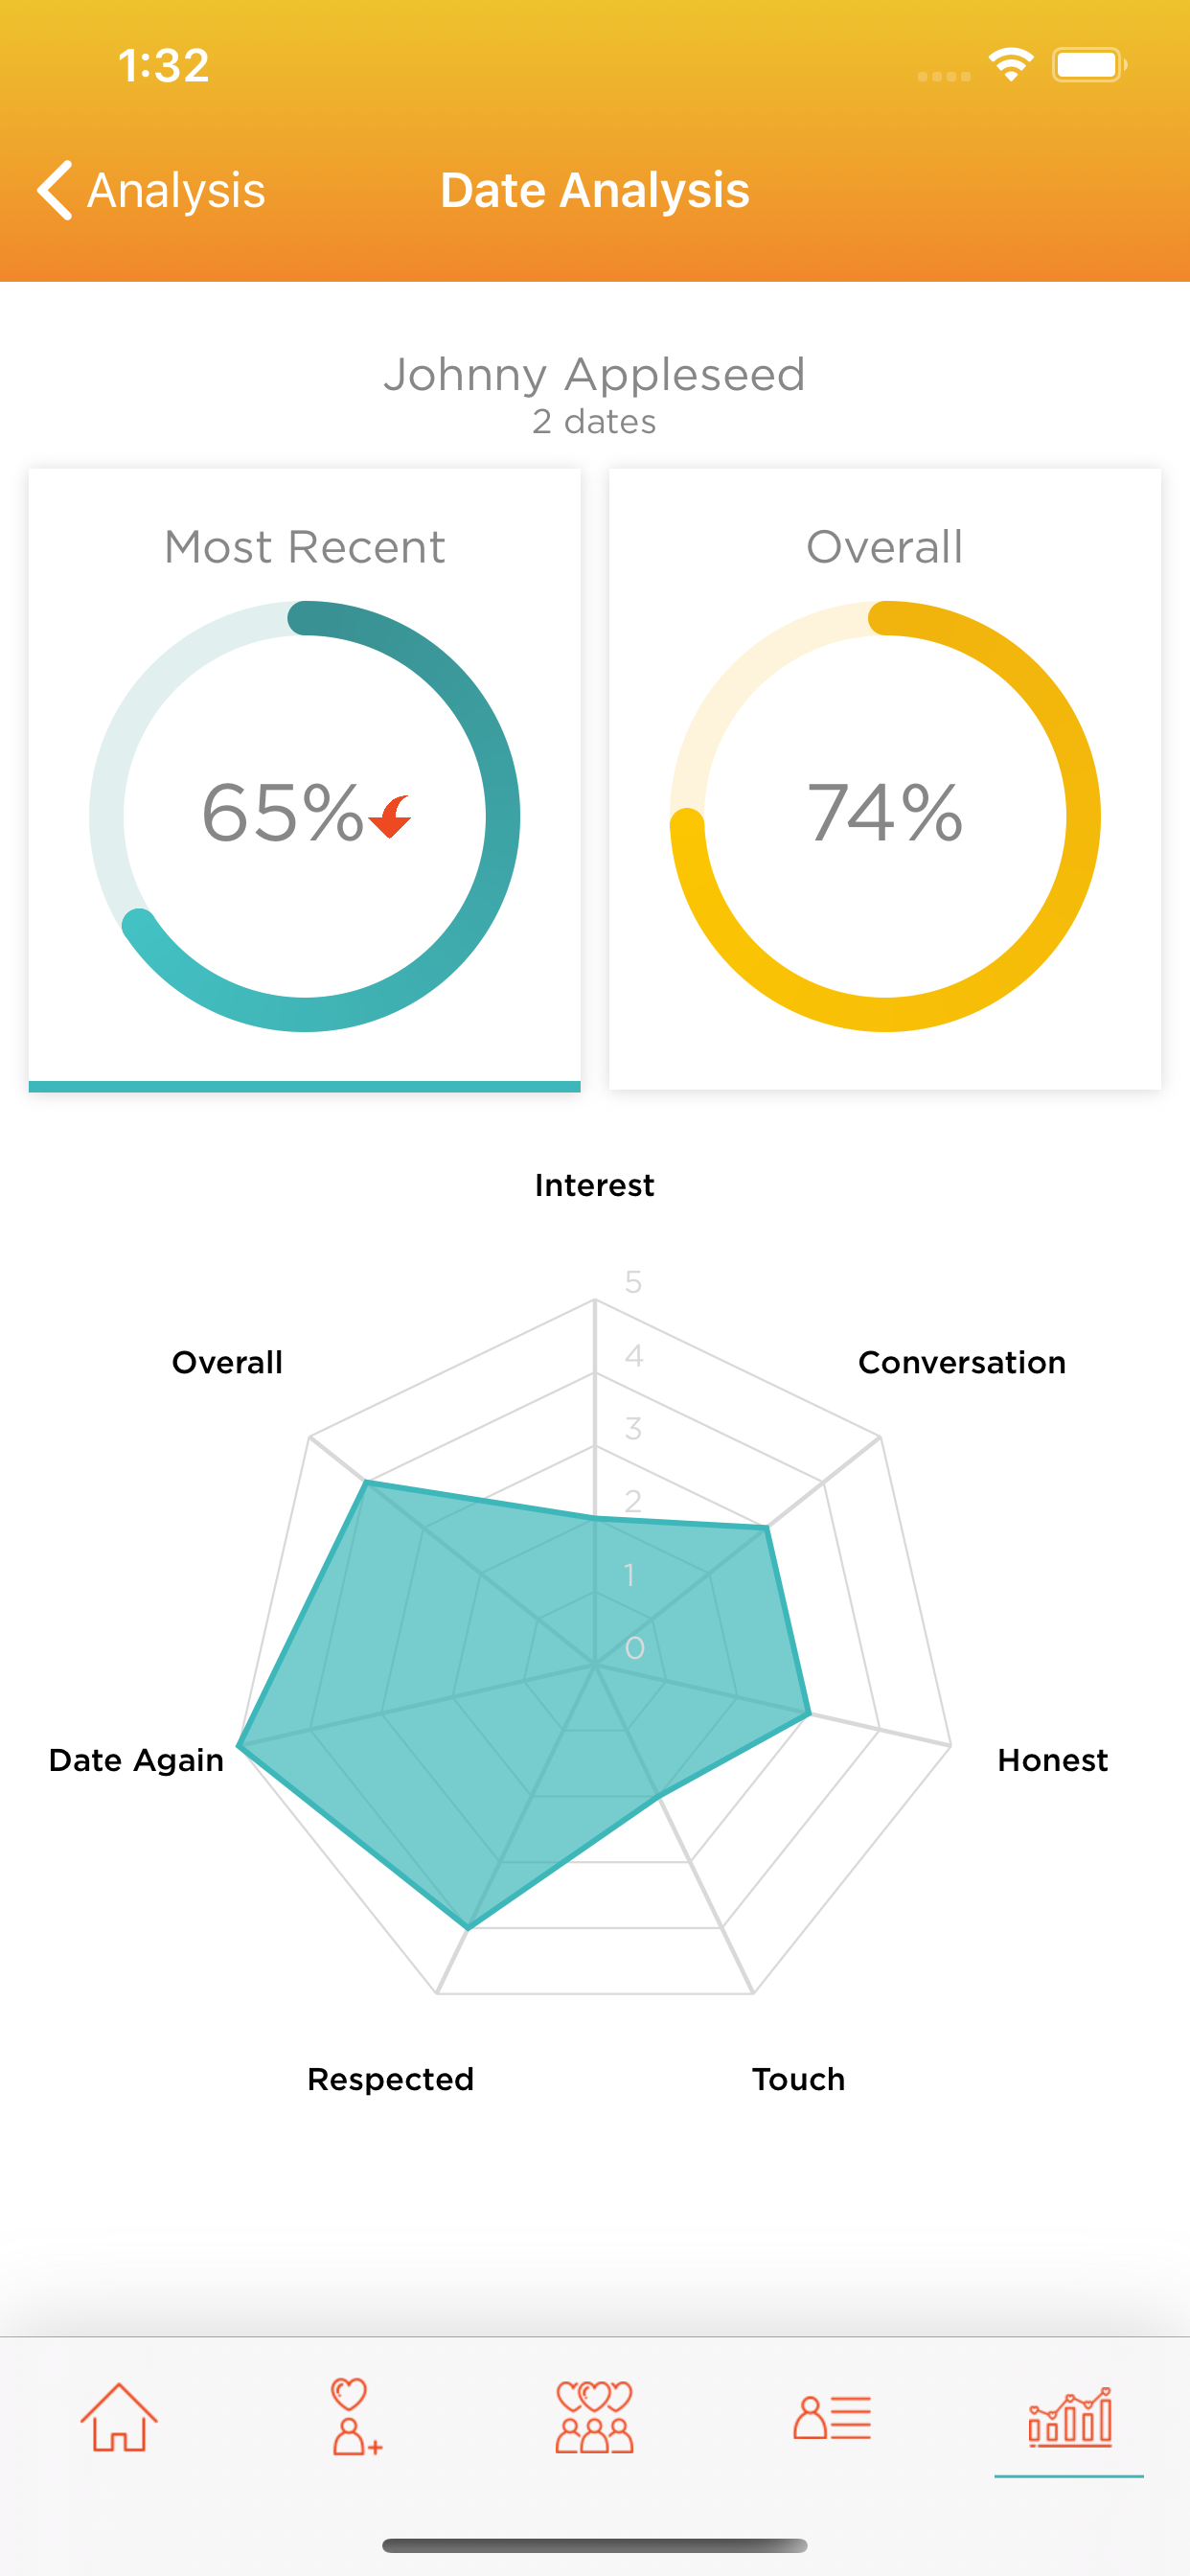 1:32
Analysis
Date Analysis
Johnny Appleseed
2 dates
Most Recent
Overall
65%
74%
Interest
5
Overall
4
Conversation
3
2
1
0
Date Again
Honest
Respected
Touch